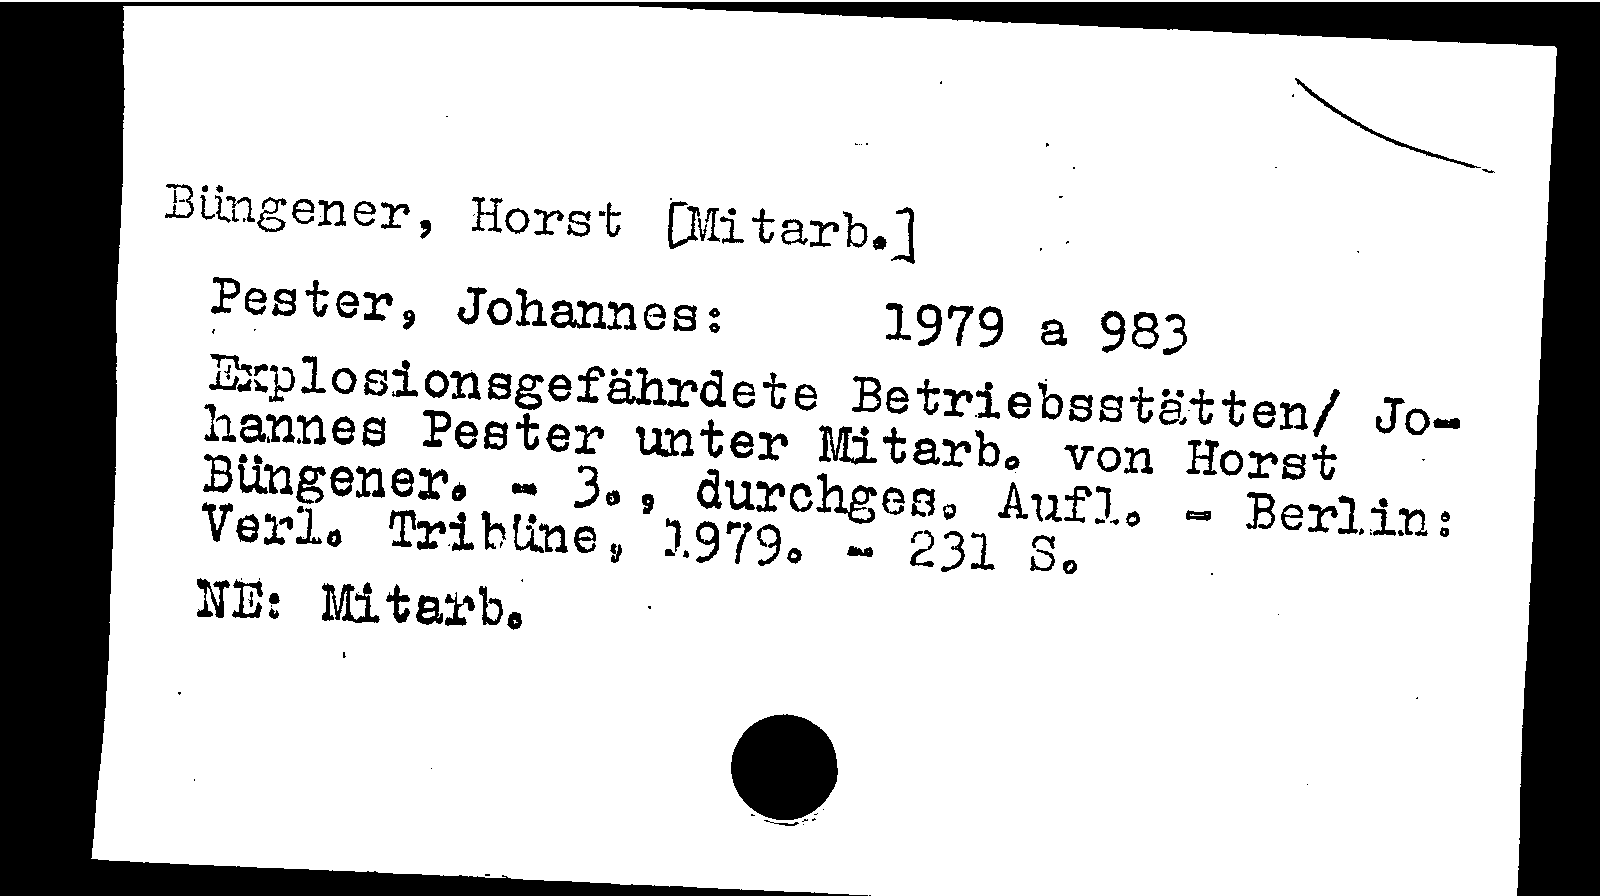 Büngener, Horst [Mitarb.]
Pester, Johannes: 1979 a 983
Explosionsgefährdete Betriebsstätten/ Jo-
hannes Pester unter Mitarb. von Horst
Büngener. - 3., durchges. Aufl. - Berlin:
Verl. Tribüne, 1979. - 231 S.
NE: Mitarb.